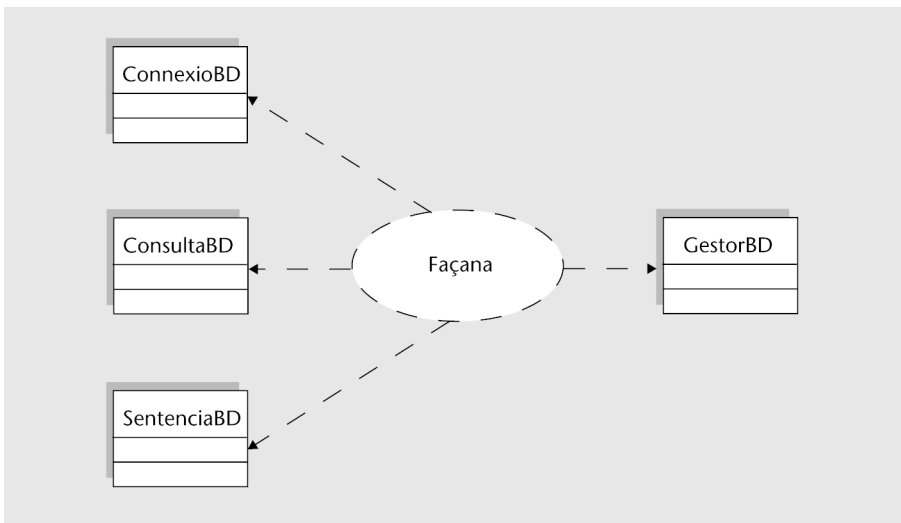 ConnexioBD
ConsultaBD
Façana
GestorBD
SentenciaBD